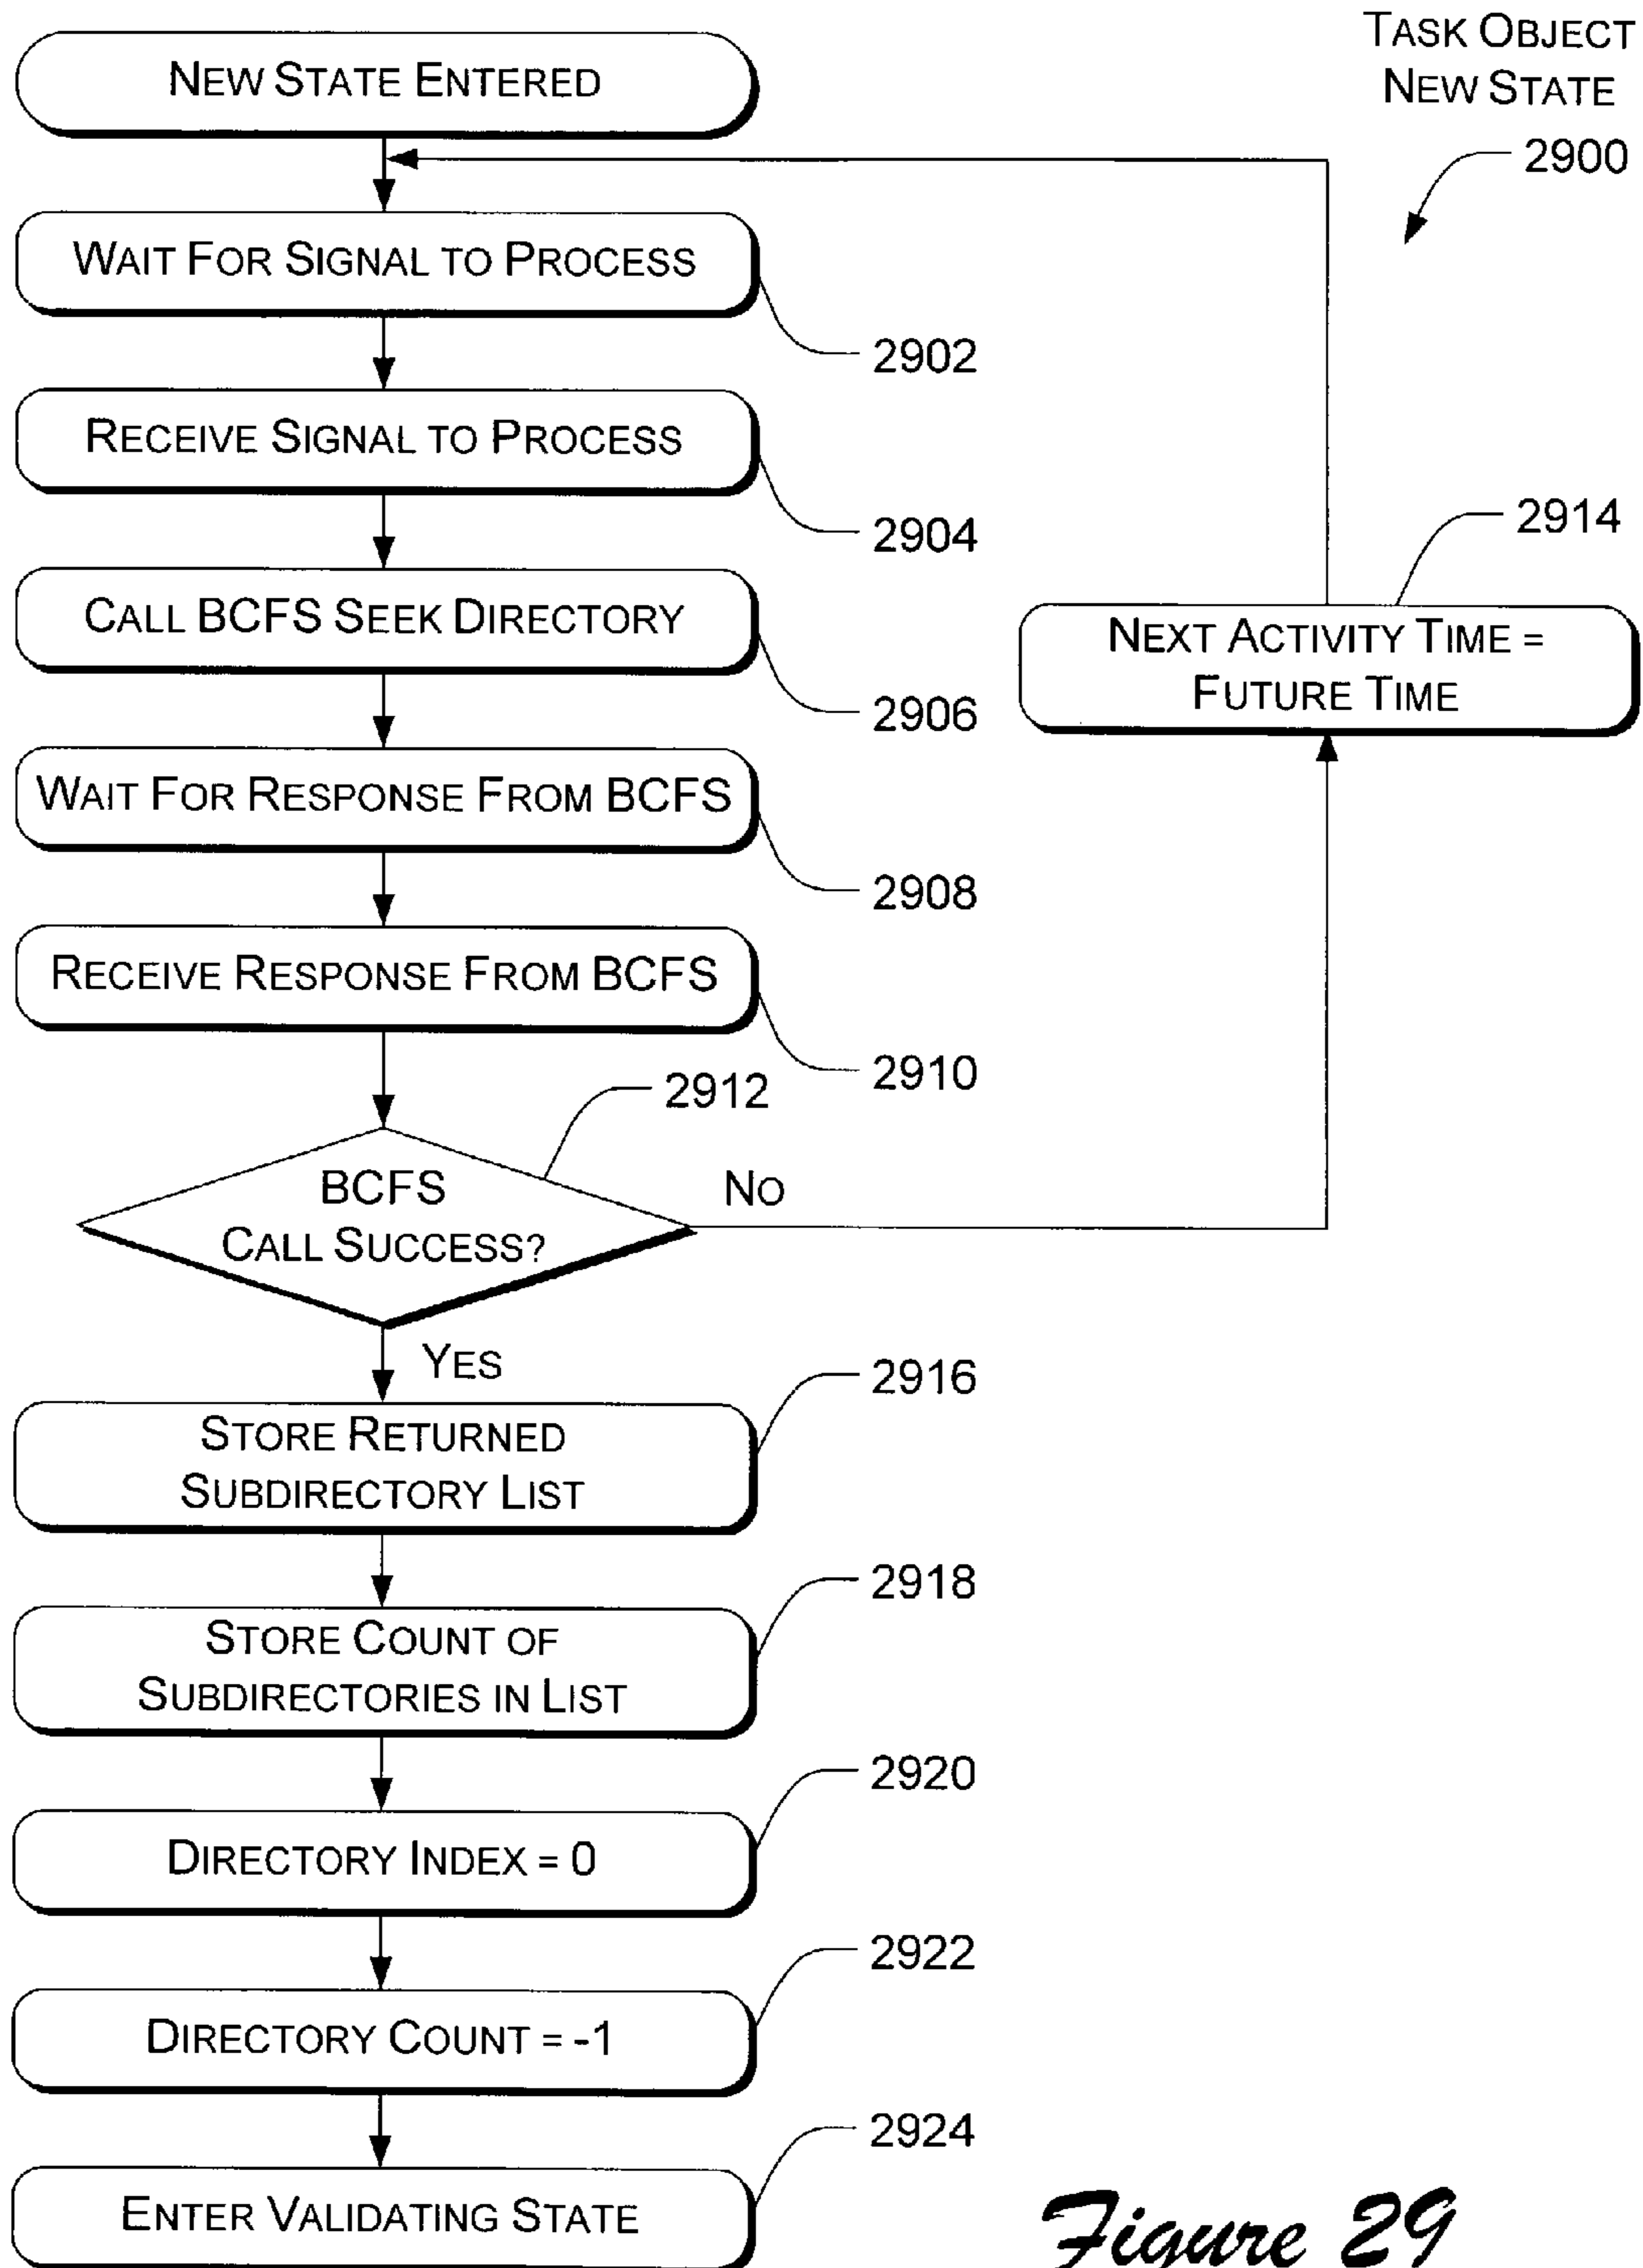 TASK OBJECT
NEW STATE
2900
NEW STATE ENTERED
WAIT FOR SIGNAL TO PROCESS
2902
RECEIVE SIGNAL TO PROCESS
2904
CALL BCFS SEEK DIRECTORY
2906
2914
NEXT ACTIVITY TIME =
FUTURE TIME
WAIT FOR RESPONSE FROM BCFS
2908
RECEIVE RESPONSE FROM BCFS
2910
2912
BCFS
CALL SUCCESS?
NO
YES
2916
STORE RETURNED
SUBDIRECTORY LIST
2918
STORE COUNT OF
SUBDIRECTORIES IN LIST
2920
DIRECTORY INDEX = 0
2922
DIRECTORY COUNT = -1
2924
ENTER VALIDATING STATE
Figure 29